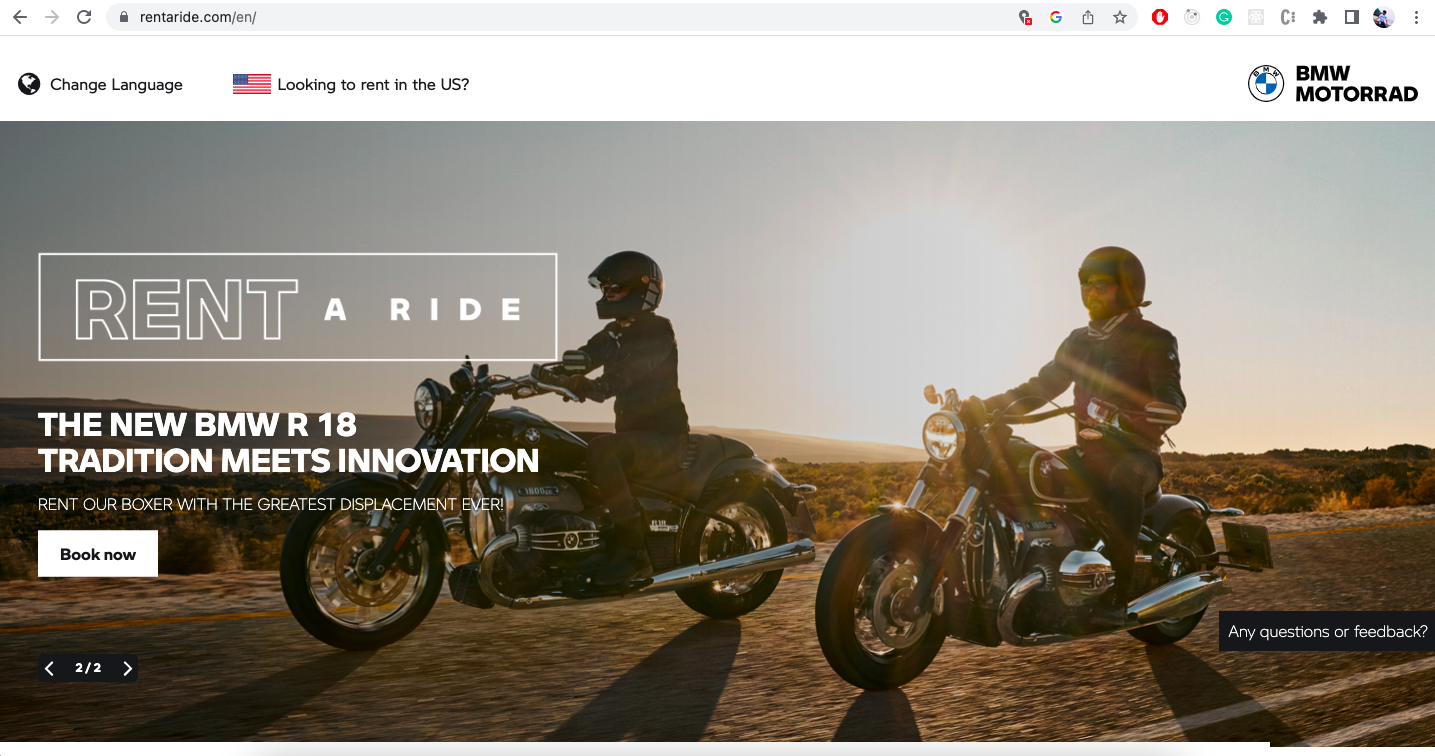 rentaride.com/en/
Change Language
Looking to rent in the US?
BMW
MOTORRAD
RENT A RIDE
THE NEW BMW R 18
TRADITION MEETS INNOVATION
RENT OUR BOXER WITH THE GREATEST DISPLACEMENT EVER!
Book now
Any questions or feedback?
2/2